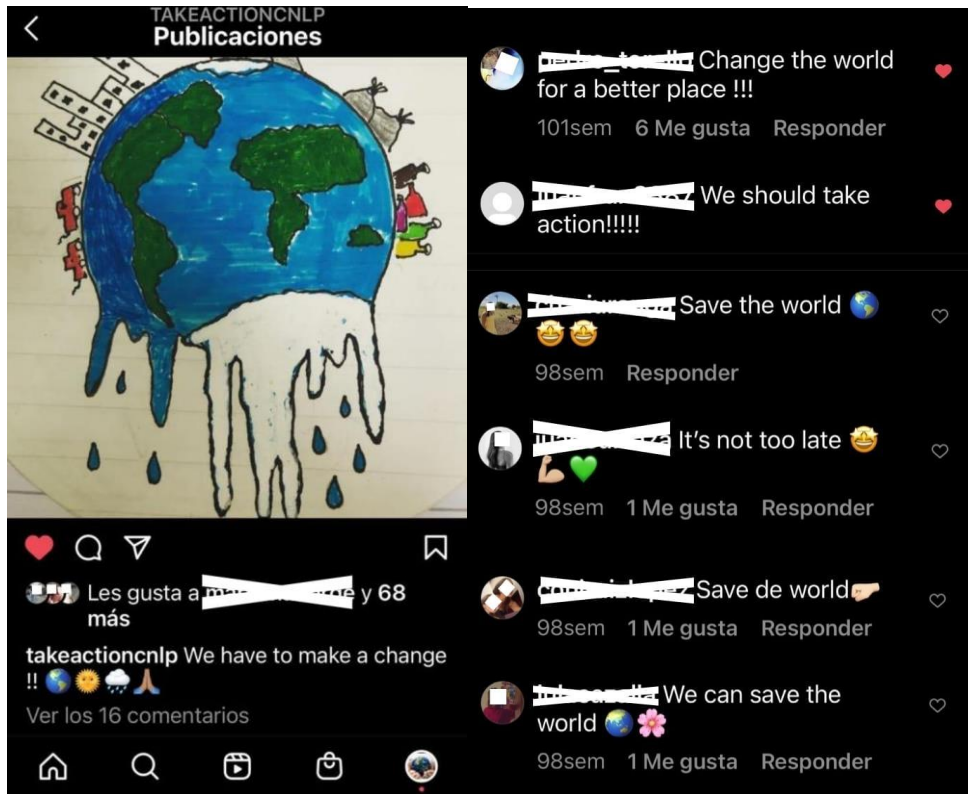 TAKEACTIONCNLP
Publicaciones
Les gusta a y 68
más
takeactioncnlp We have to make a change
!! 🌎🌞🌧️🙏🏽
Ver los 16 comentarios
Change the world
for a better place !!!
101sem 6 Me gusta Responder
We should take
action!!!!!
Save the world 🌎
🤩🤩
98sem Responder
It's not too late 🤩
💪🏼💚
98sem 1 Me gusta Responder
Save de world🤛🏻
98sem 1 Me gusta Responder
We can save the
world 🌏🌸
98sem 1 Me gusta Responder